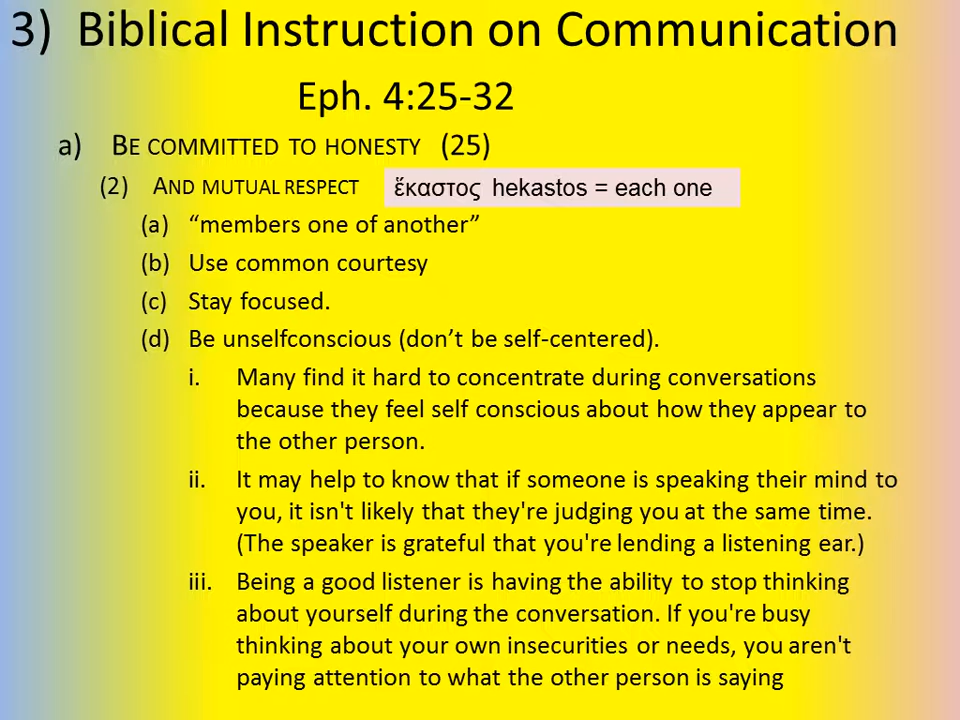 3) Biblical Instruction on Communication
Eph. 4:25-32
a) BE COMMITTED TO HONESTY (25)
(2) AND MUTUAL RESPECT ἕκαστος hekastos = each one
(a) “members one of another”
(b) Use common courtesy
(c) Stay focused.
(d) Be unselfconscious (don’t be self-centered).
i. Many find it hard to concentrate during conversations
because they feel self conscious about how they appear to
the other person.
ii. It may help to know that if someone is speaking their mind to
you, it isn't likely that they're judging you at the same time.
(The speaker is grateful that you're lending a listening ear.)
iii. Being a good listener is having the ability to stop thinking
about yourself during the conversation. If you're busy
thinking about your own insecurities or needs, you aren't
paying attention to what the other person is saying